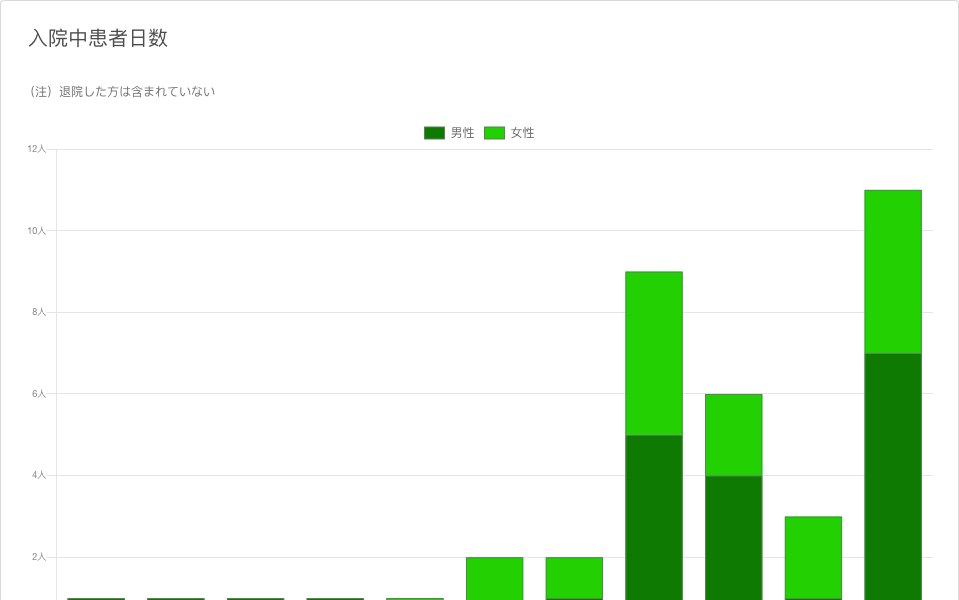 入院中患者日数
（注）退院した方は含まれていない
男性 女性
12人
10人
8人
6人
4人
2人